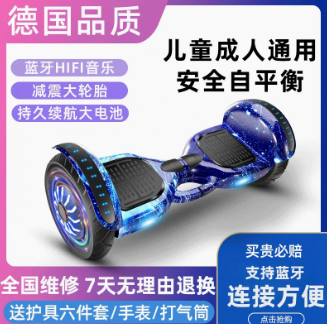 德国品质
儿童成人通用
安全自平衡
蓝牙HIFI音乐
减震大轮胎
持久续航大电池
买贵必赔
支持蓝牙
连接方便
点击抢购
全国维修 7天无理由退换
送护具六件套/手表/打气筒